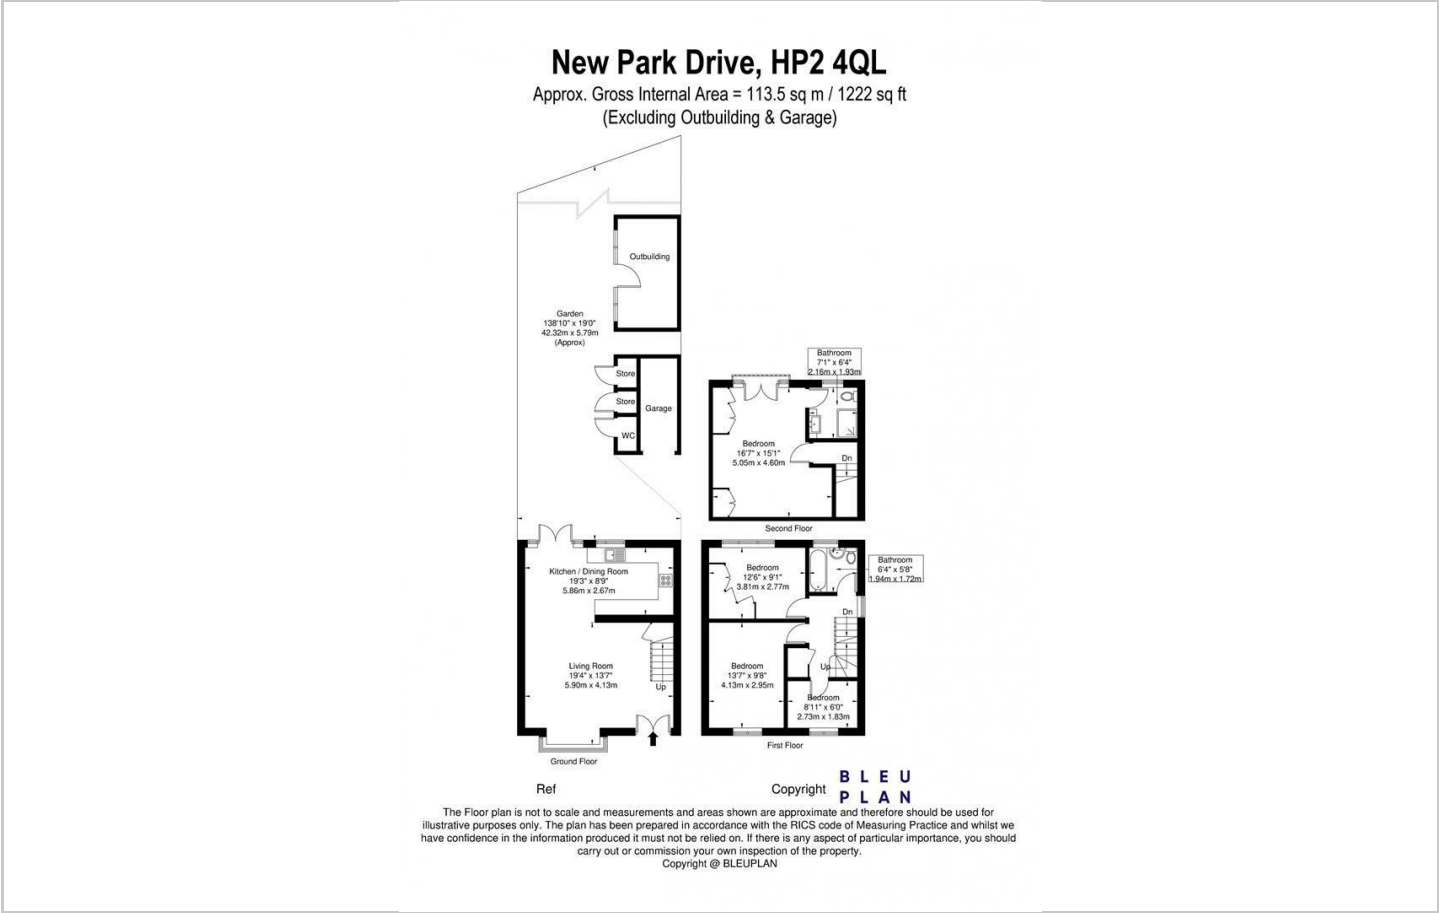 New Park Drive, HP2 4QL
Approx. Gross Internal Area = 113.5 sq m / 1222 sq ft
(Excluding Outbuilding & Garage)
Outbuilding
Garden
138'10" x 19'0"
42.32m x 5.79m
(Approx)
Store
Store
WC
Garage
Kitchen / Dining Room
19'3" x 8'9"
5.86m x 2.67m
Living Room
19'4" x 13'7"
5.90m x 4.13m
Up
Ground Floor
Bathroom
7'1" x 6'4"
2.16m x 1.93m
Bedroom
16'7" x 15'1"
5.05m x 4.60m
Dn
Second Floor
Bedroom
12'6" x 9'1"
3.81m x 2.77m
Bathroom
6'4" x 5'8"
1.94m x 1.72m
Dn
Bedroom
13'7" x 9'8"
4.13m x 2.95m
Up
Bedroom
8'11" x 6'0"
2.73m x 1.83m
First Floor
Ref
Copyright
BLEU
PLAN
The Floor plan is not to scale and measurements and areas shown are approximate and therefore should be used for
illustrative purposes only. The plan has been prepared in accordance with the RICS code of Measuring Practice and whilst we
have confidence in the information produced it must not be relied on. If there is any aspect of particular importance, you should
carry out or commission your own inspection of the property.
Copyright @ BLEUPLAN